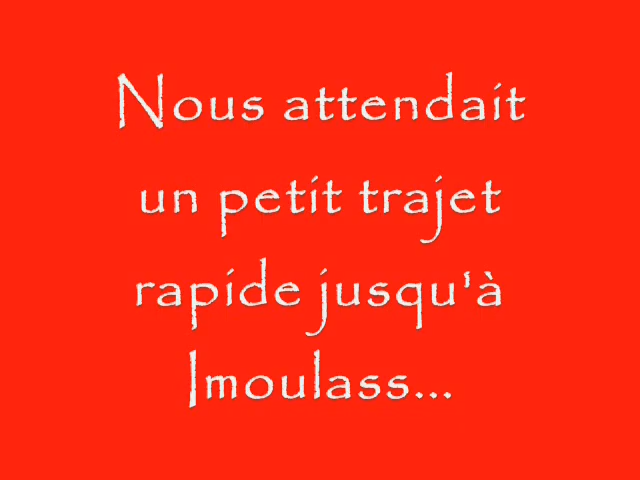 Nous attendait
un petit trajet
rapide jusqu'à
Imoulass...